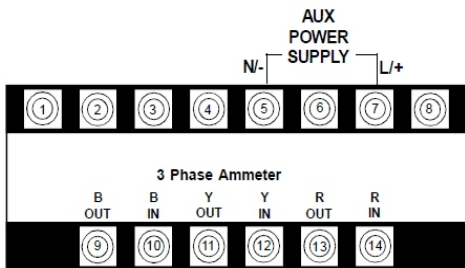 AUX
POWER
SUPPLY
N/- L/+
1 2 3 4 5 6 7 8
3 Phase Ammeter
B B Y Y R R
OUT IN OUT IN OUT IN
9 10 11 12 13 14